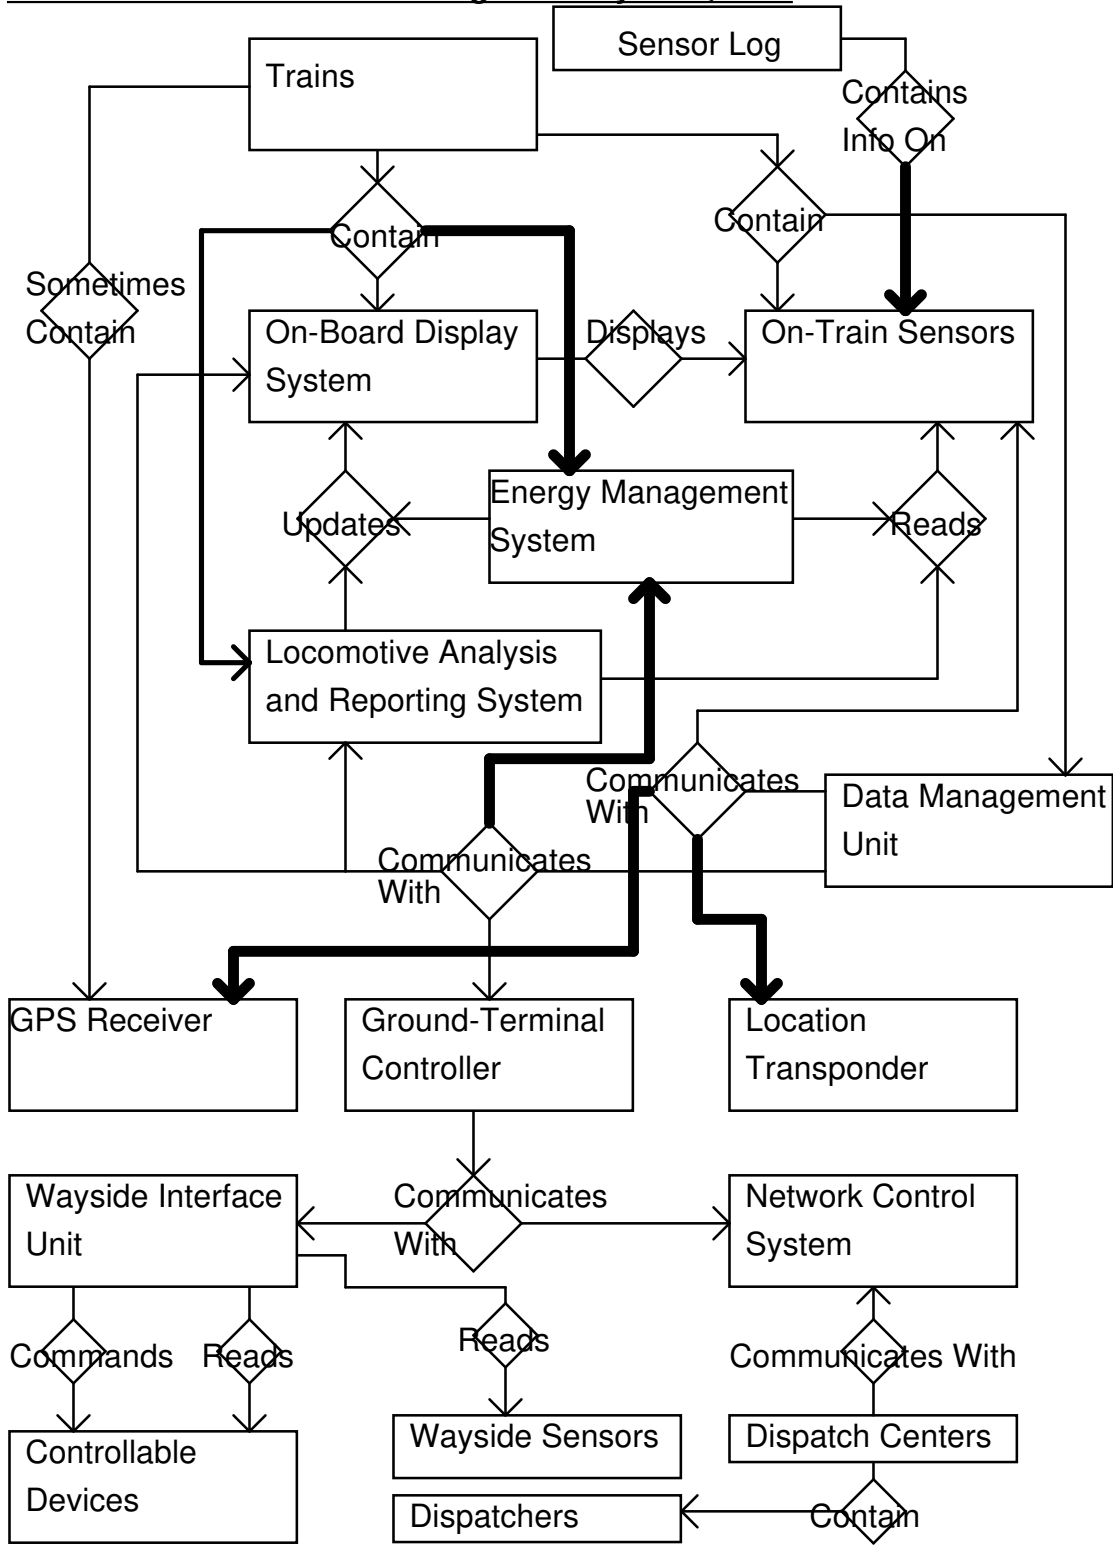 Sensor Log
Trains
Contains
Info On
Contain
Contain
Sometimes
Contain
On-Board Display
System
Displays
On-Train Sensors
Energy Management
System
Updates
Reads
Locomotive Analysis
and Reporting System
Communicates
With
Data Management
Unit
Communicates
With
GPS Receiver
Ground-Terminal
Controller
Location
Transponder
Wayside Interface
Unit
Communicates
With
Network Control
System
Commands
Reads
Reads
Communicates With
Controllable
Devices
Wayside Sensors
Dispatch Centers
Dispatchers
Contain